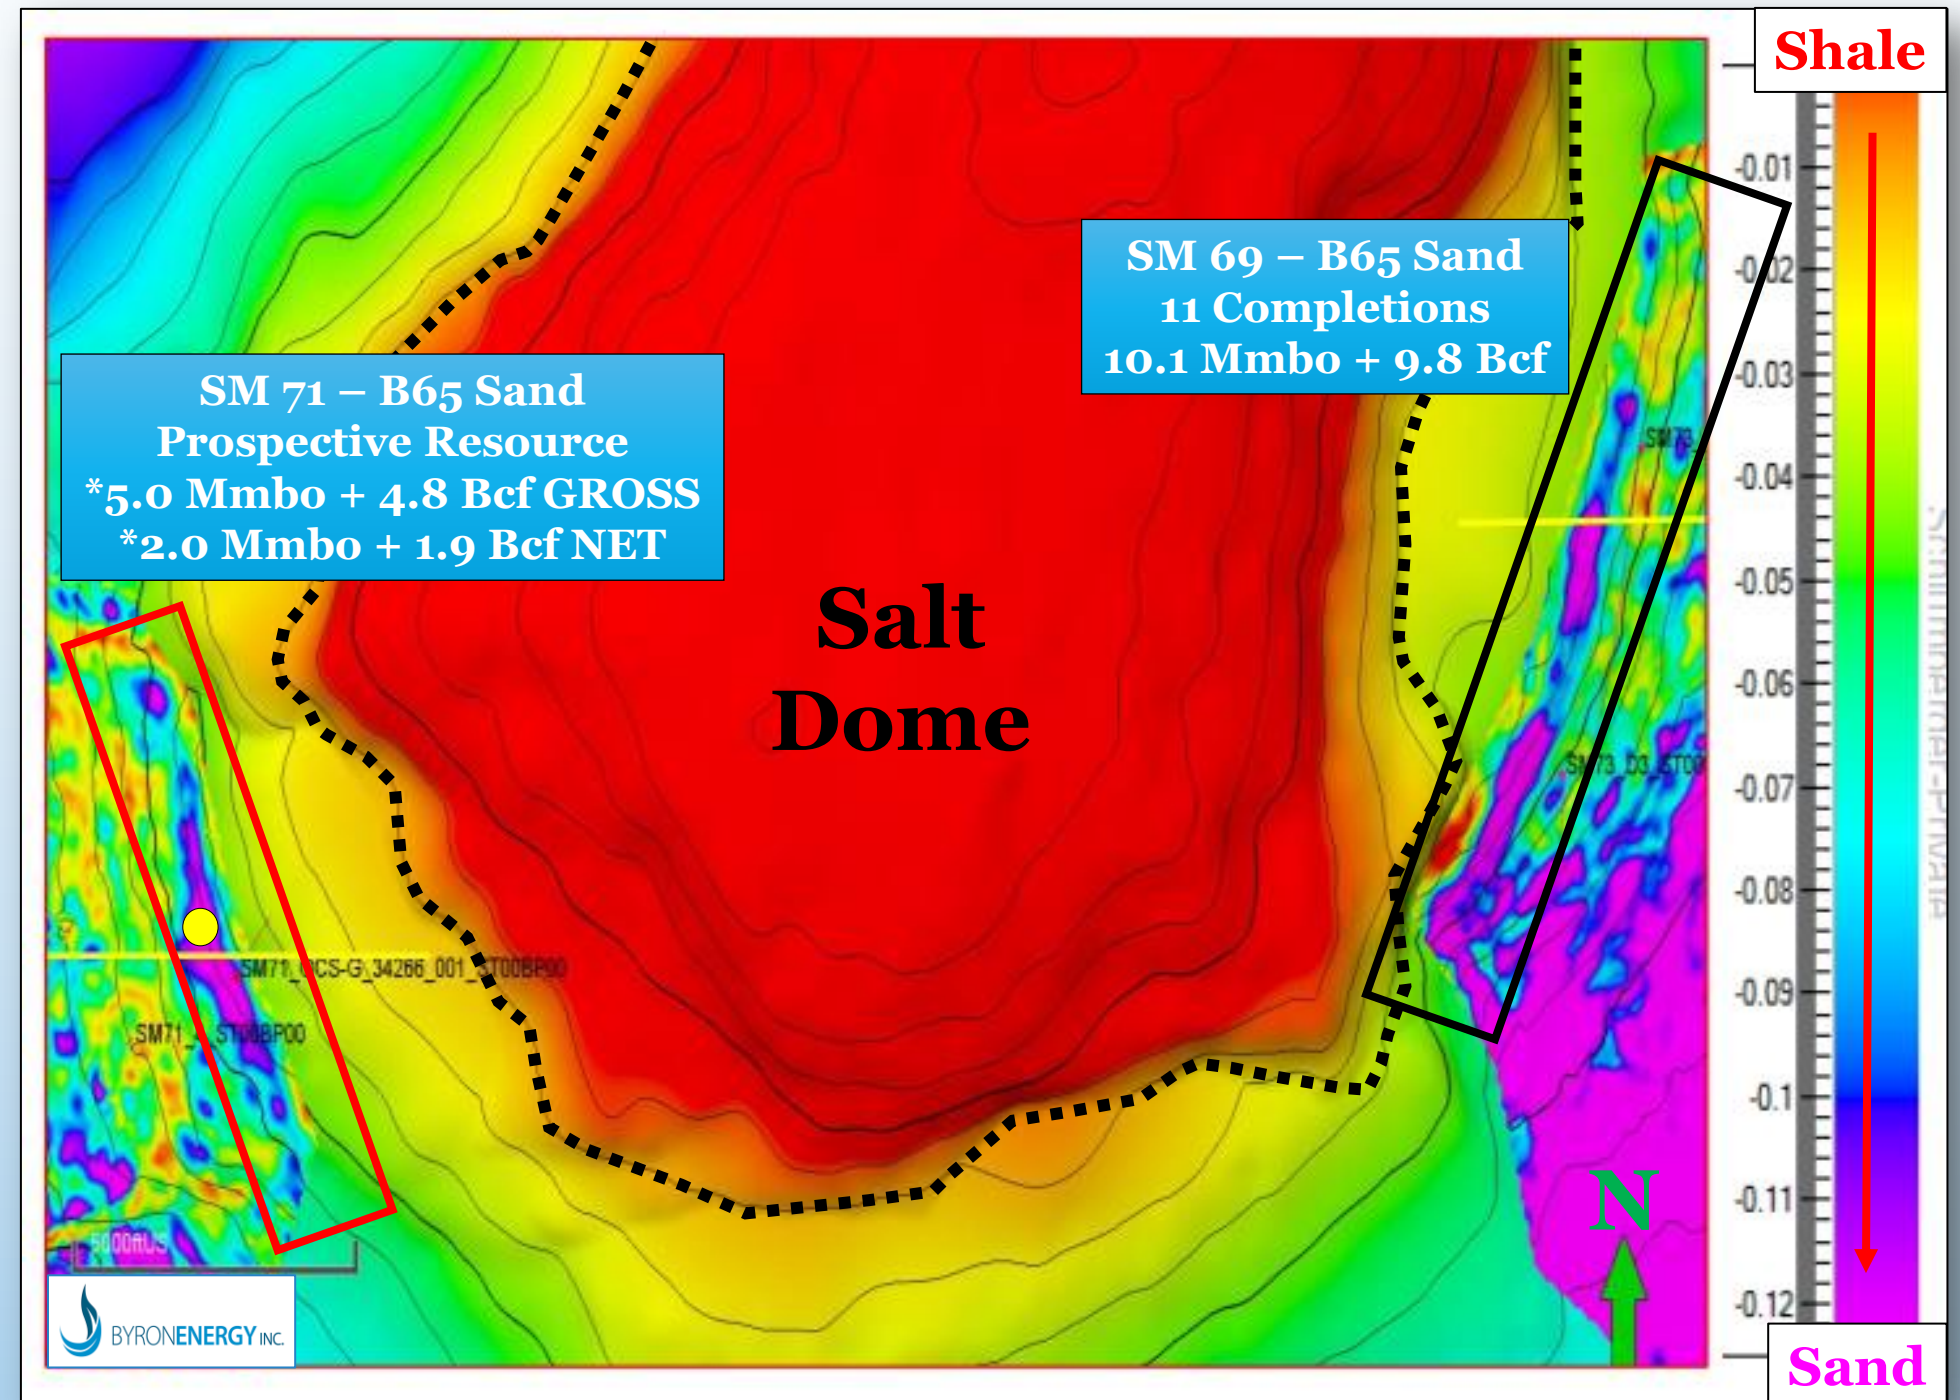 Shale
-0.01
SM 69 – B65 Sand
11 Completions
10.1 Mmbo + 9.8 Bcf
-0.02
SM 71 – B65 Sand
Prospective Resource
*5.0 Mmbo + 4.8 Bcf GROSS
*2.0 Mmbo + 1.9 Bcf NET
-0.03
-0.04
-0.05
Salt
Dome
-0.06
-0.07
-0.08
-0.09
-0.1
-0.11
-0.12
SM73_D3_ST00
N
5000ftUS
BYRONENERGY INC.
Sand